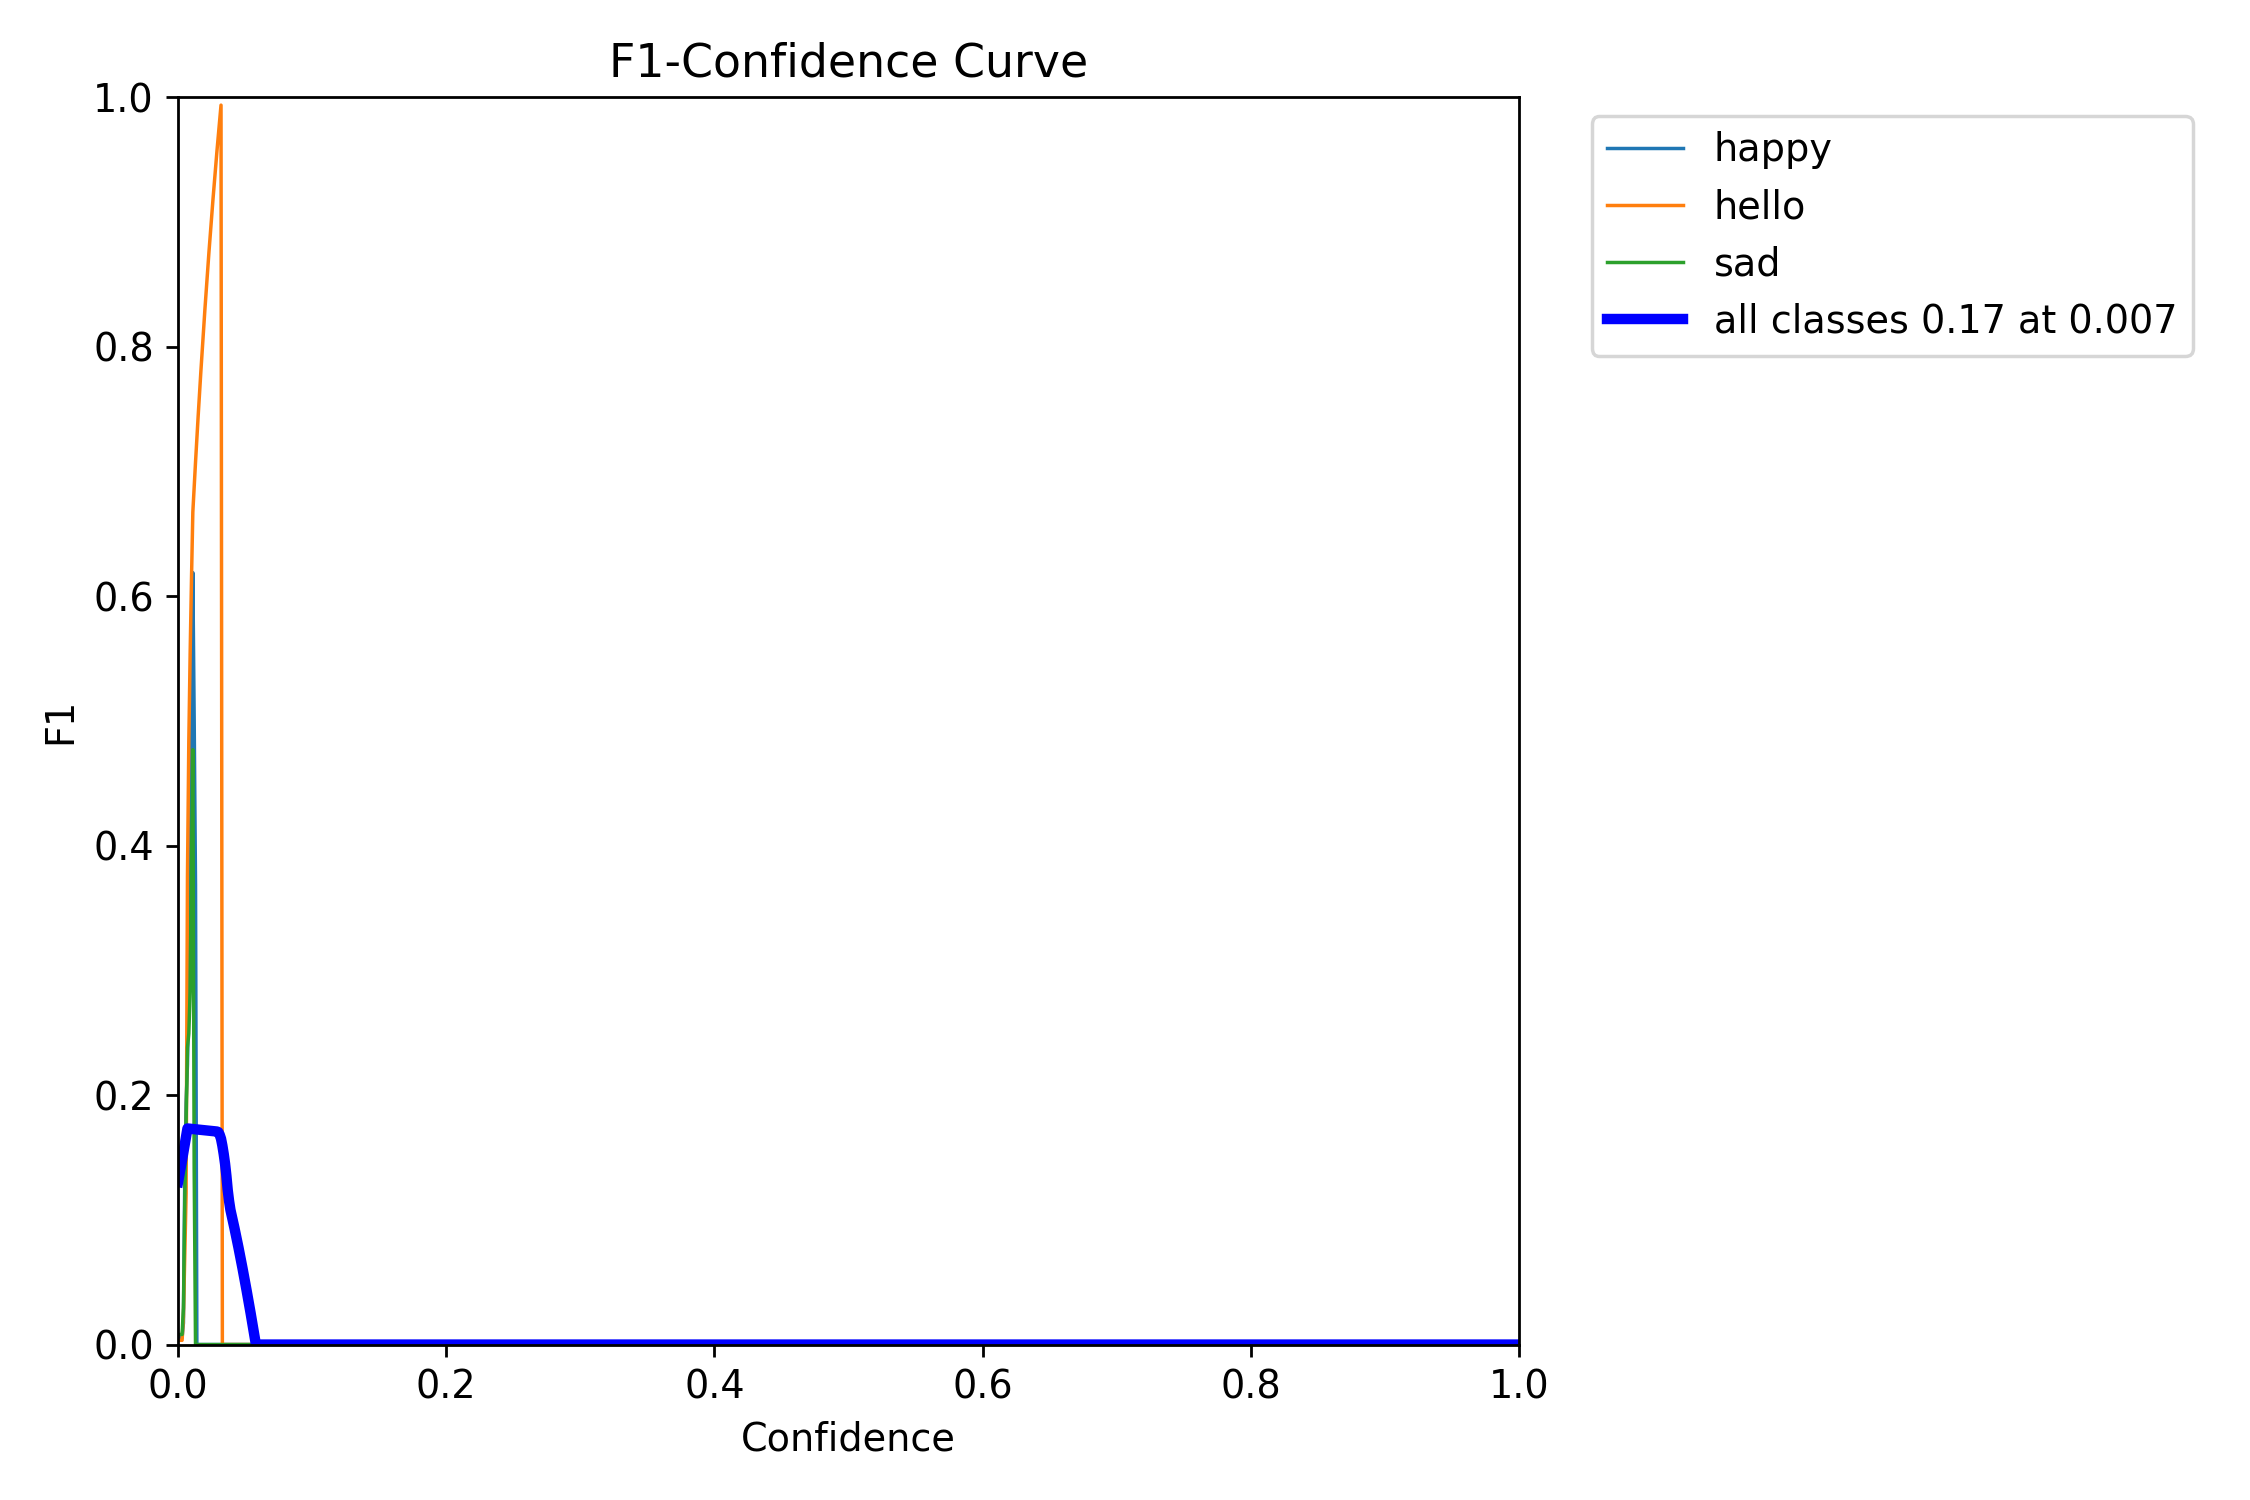 F1-Confidence Curve
1.0
0.8
0.6
0.4
0.2
0.0
F1
0.0 0.2 0.4 0.6 0.8 1.0
Confidence
happy
hello
sad
all classes 0.17 at 0.007